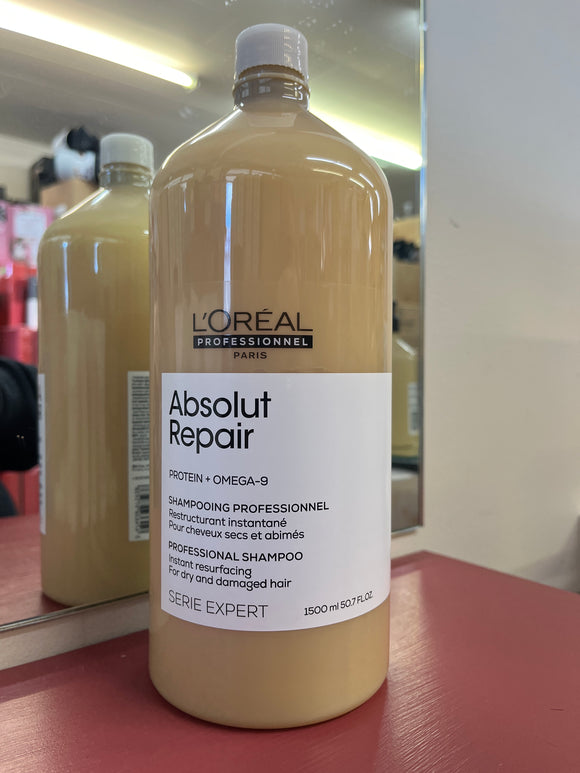 L'ORÉAL
PROFESSIONNEL
PARIS
Absolut
Repair
PROTEIN + OMEGA-9
SHAMPOOING PROFESSIONNEL
Restructurant instantané
Pour cheveux secs et abimés
PROFESSIONAL SHAMPOO
Instant resurfacing
For dry and damaged hair
SERIE EXPERT
1500 ml 50.7 FL.OZ.